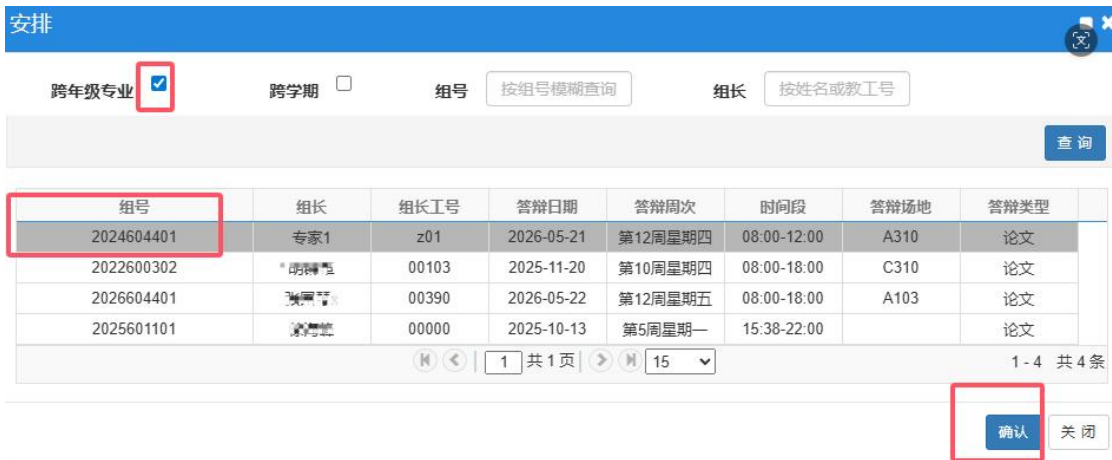 安排
跨年级专业 跨学期 组号 按组号模糊查询 组长 按姓名或教工号
查询
组号 组长 组长工号 答辩日期 答辩周次 时间段 答辩场地 答辩类型
2024604401 专家1 z01 2026-05-21 第12周星期四 08:00-12:00 A310 论文
2022600302 00103 2025-11-20 第10周星期四 08:00-18:00 C310 论文
2026604401 00390 2026-05-22 第12周星期五 08:00-18:00 A103 论文
2025601101 00000 2025-10-13 第5周星期一 15:38-22:00 论文
1 共1页 15 1-4 共4条
确认 关闭